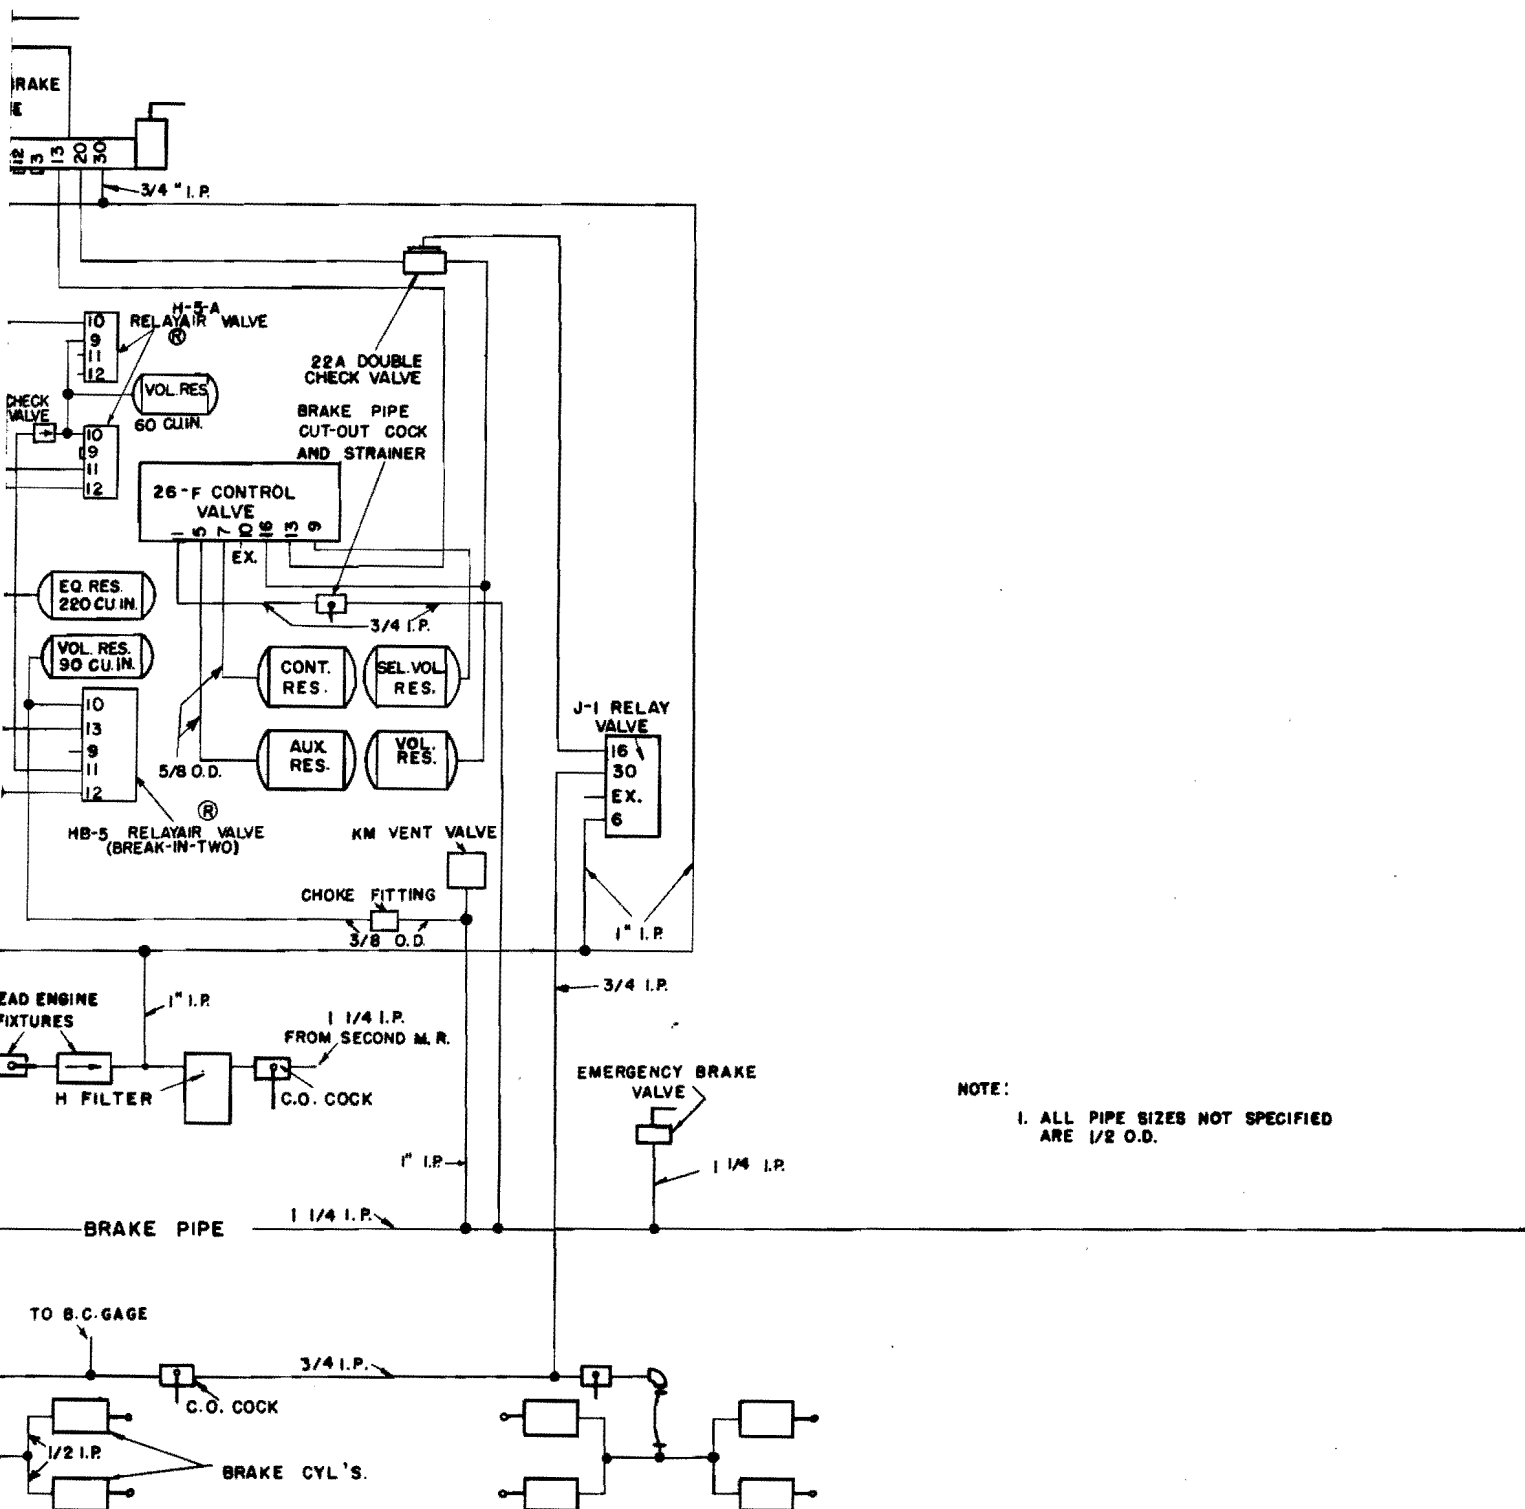 BRAKE
E
12 3 13 20 30
3/4 " I.P.
H-5-A
RELAYAIR VALVE
R
10
9
11
12
22A DOUBLE
CHECK VALVE
VOL. RES
60 CU.IN.
CHECK
VALVE
BRAKE PIPE
CUT-OUT COCK
AND STRAINER
10
9
11
12
26-F CONTROL
VALVE
1 5 7 10 16 13 9
EX.
EQ. RES.
220 CU.IN.
3/4 I.P.
VOL. RES.
90 CU.IN.
CONT.
RES.
SEL.VOL.
RES.
10
13
9
11
12
J-1 RELAY
VALVE
AUX.
RES.
VOL.
RES.
16
30
EX.
6
5/8 O.D.
R
HB-5 RELAYAIR VALVE
(BREAK-IN-TWO)
KM VENT VALVE
CHOKE FITTING
3/8 O.D.
1" I.P.
3/4 I.P.
EAD ENGINE
FIXTURES
1" I.P.
1 1/4 I.P.
FROM SECOND M.R.
H FILTER
C.O. COCK
EMERGENCY BRAKE
VALVE
NOTE:
1. ALL PIPE SIZES NOT SPECIFIED
ARE 1/2 O.D.
1" I.P.
1 1/4 I.P.
BRAKE PIPE
1 1/4 I.P.
TO B.C.GAGE
3/4 I.P.
C.O. COCK
1/2 I.P.
BRAKE CYL'S.